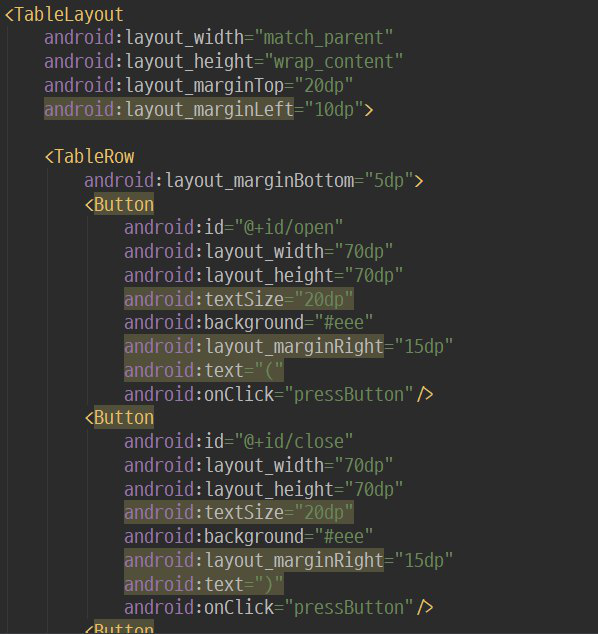 <TableLayout
android:layout_width="match_parent"
android:layout_height="wrap_content"
android:layout_marginTop="20dp"
android:layout_marginLeft="10dp">
<TableRow
android:layout_marginBottom="5dp">
<Button
android:id="@+id/open"
android:layout_width="70dp"
android:layout_height="70dp"
android:textSize="20dp"
android:background="#eee"
android:layout_marginRight="15dp"
android:text="("
android:onClick="pressButton"/>
<Button
android:id="@+id/close"
android:layout_width="70dp"
android:layout_height="70dp"
android:textSize="20dp"
android:background="#eee"
android:layout_marginRight="15dp"
android:text=")"
android:onClick="pressButton"/>
<Button